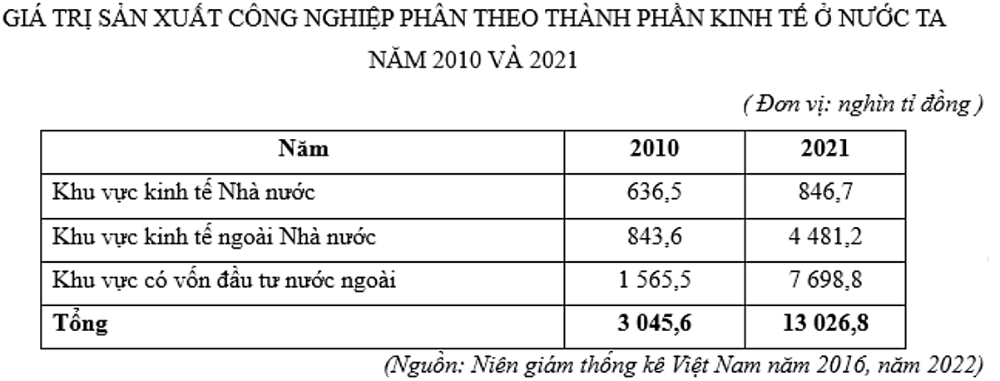 GIÁ TRỊ SẢN XUẤT CÔNG NGHIỆP PHÂN THEO THÀNH PHẦN KINH TẾ Ở NƯỚC TA
NĂM 2010 VÀ 2021
( Đơn vị: nghìn tỉ đồng )
Năm 2010 2021
Khu vực kinh tế Nhà nước 636,5 846,7
Khu vực kinh tế ngoài Nhà nước 843,6 4 481,2
Khu vực có vốn đầu tư nước ngoài 1 565,5 7 698,8
Tổng 3 045,6 13 026,8
(Nguồn: Niên giám thống kê Việt Nam năm 2016, năm 2022)